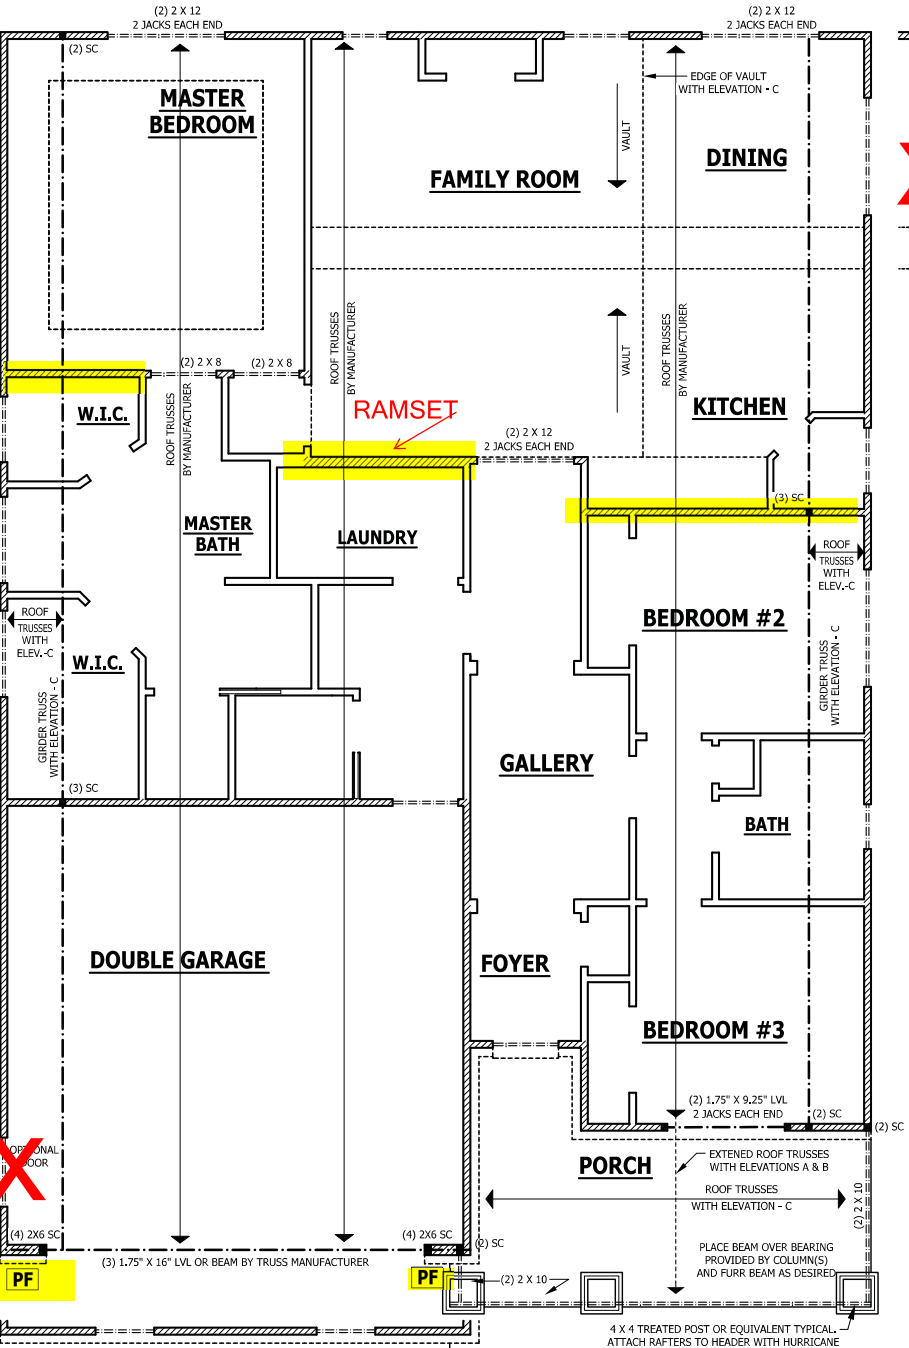 (2) 2 X 12
2 JACKS EACH END
(2) 2 X 12
2 JACKS EACH END
(2) SC
EDGE OF VAULT
WITH ELEVATION - C
MASTER
BEDROOM
VAULT
FAMILY ROOM
DINING
ROOF TRUSSES
BY MANUFACTURER
ROOF TRUSSES
BY MANUFACTURER
VAULT
(2) 2 X 8
(2) 2 X 8
ROOF TRUSSES
BY MANUFACTURER
W.I.C.
RAMSET
KITCHEN
(2) 2 X 12
2 JACKS EACH END
(3) SC
MASTER
BATH
LAUNDRY
ROOF
TRUSSES
WITH
ELEV.-C
ROOF
TRUSSES
WITH
ELEV.-C
BEDROOM #2
W.I.C.
GIRDER TRUSS
WITH ELEVATION - C
GIRDER TRUSS
WITH ELEVATION - C
GALLERY
(3) SC
BATH
DOUBLE GARAGE
FOYER
BEDROOM #3
(2) 1.75" X 9.25" LVL
2 JACKS EACH END
(2) SC
(2) SC
OPTIONAL
DOOR
X
PORCH
EXTENED ROOF TRUSSES
WITH ELEVATIONS A & B
ROOF TRUSSES
WITH ELEVATION - C
(2) 2 X 10
(4) 2X6 SC
(4) 2X6 SC
(2) SC
(3) 1.75" X 16" LVL OR BEAM BY TRUSS MANUFACTURER
PLACE BEAM OVER BEARING
PROVIDED BY COLUMN(S)
AND FURR BEAM AS DESIRED
PF
PF
(2) 2 X 10
4 X 4 TREATED POST OR EQUIVALENT TYPICAL.
ATTACH RAFTERS TO HEADER WITH HURRICANE